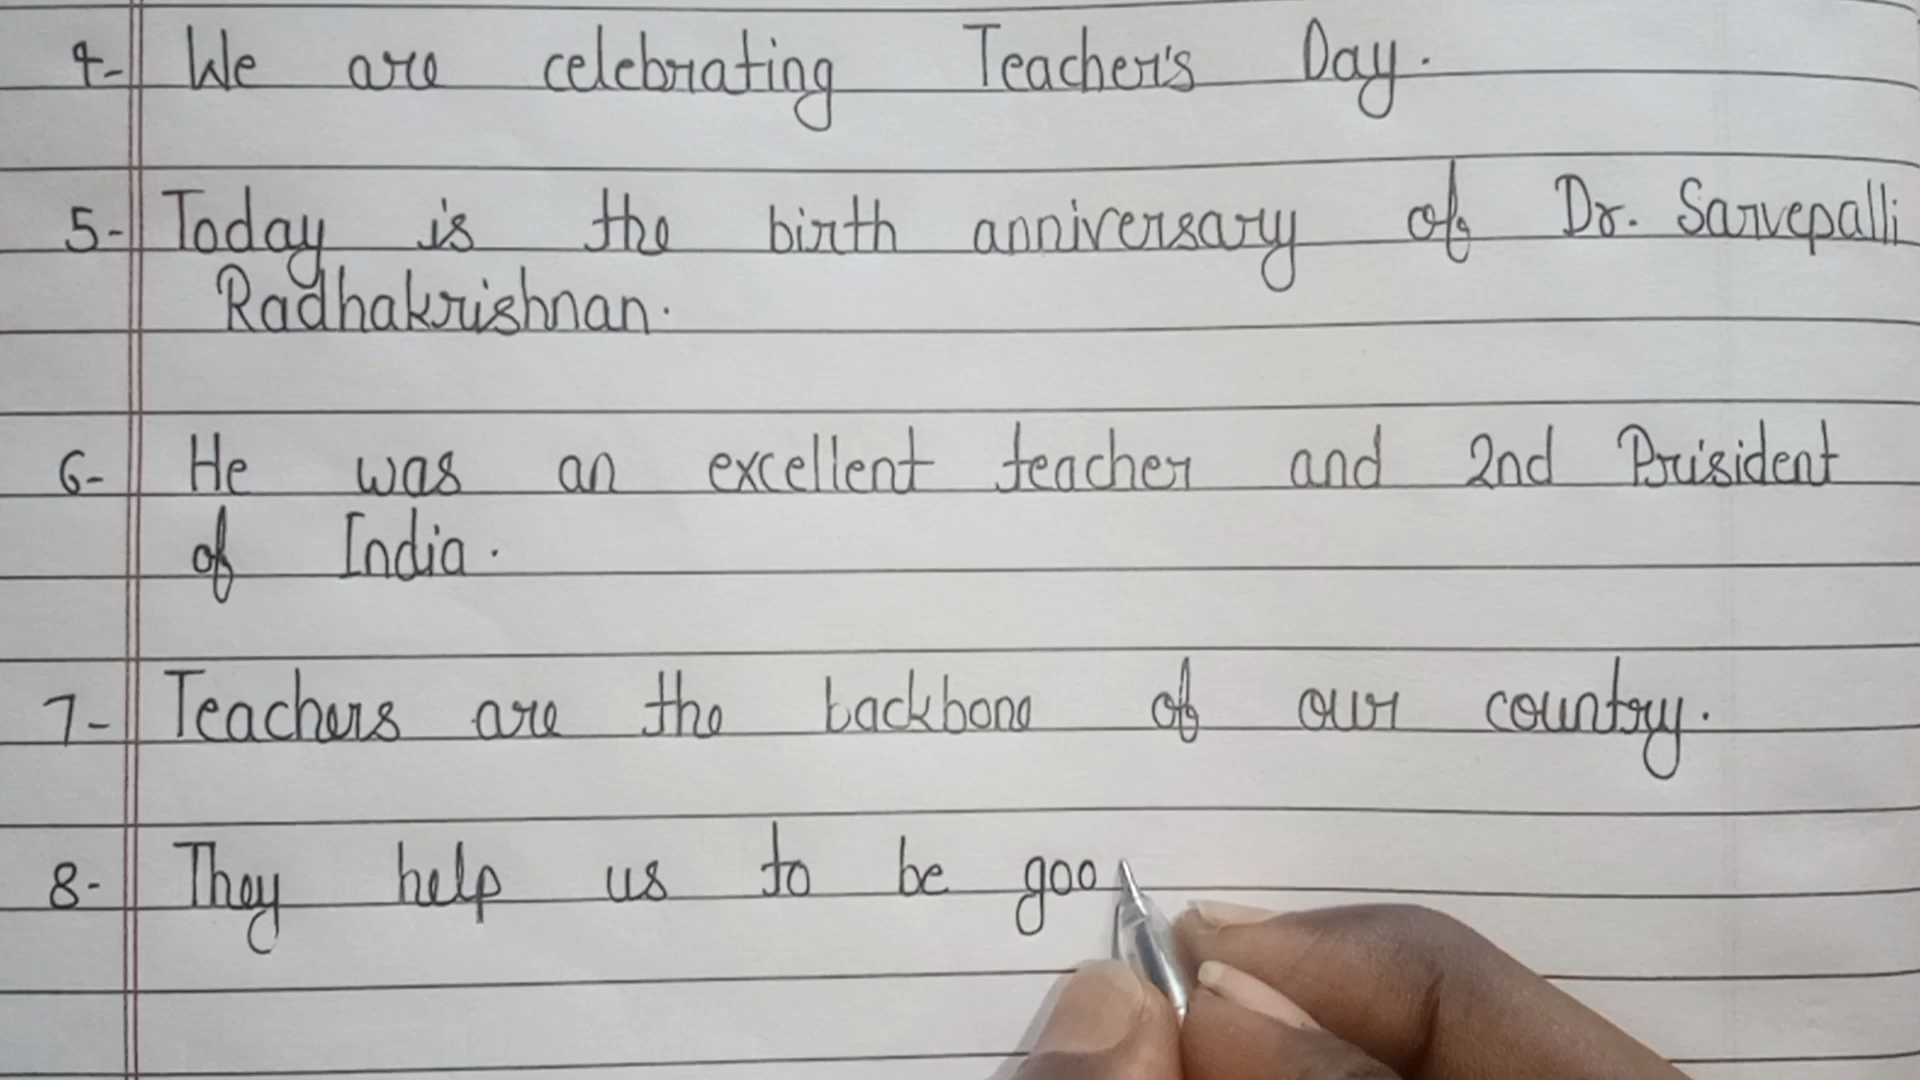 4- We are celebrating Teacher's Day.
5- Today is the birth anniversary of Dr. Sarvepalli
Radhakrishnan.
6- He was an excellent teacher and 2nd Prisident
of India.
7- Teachers are the backbone of our country.
8- They help us to be goo